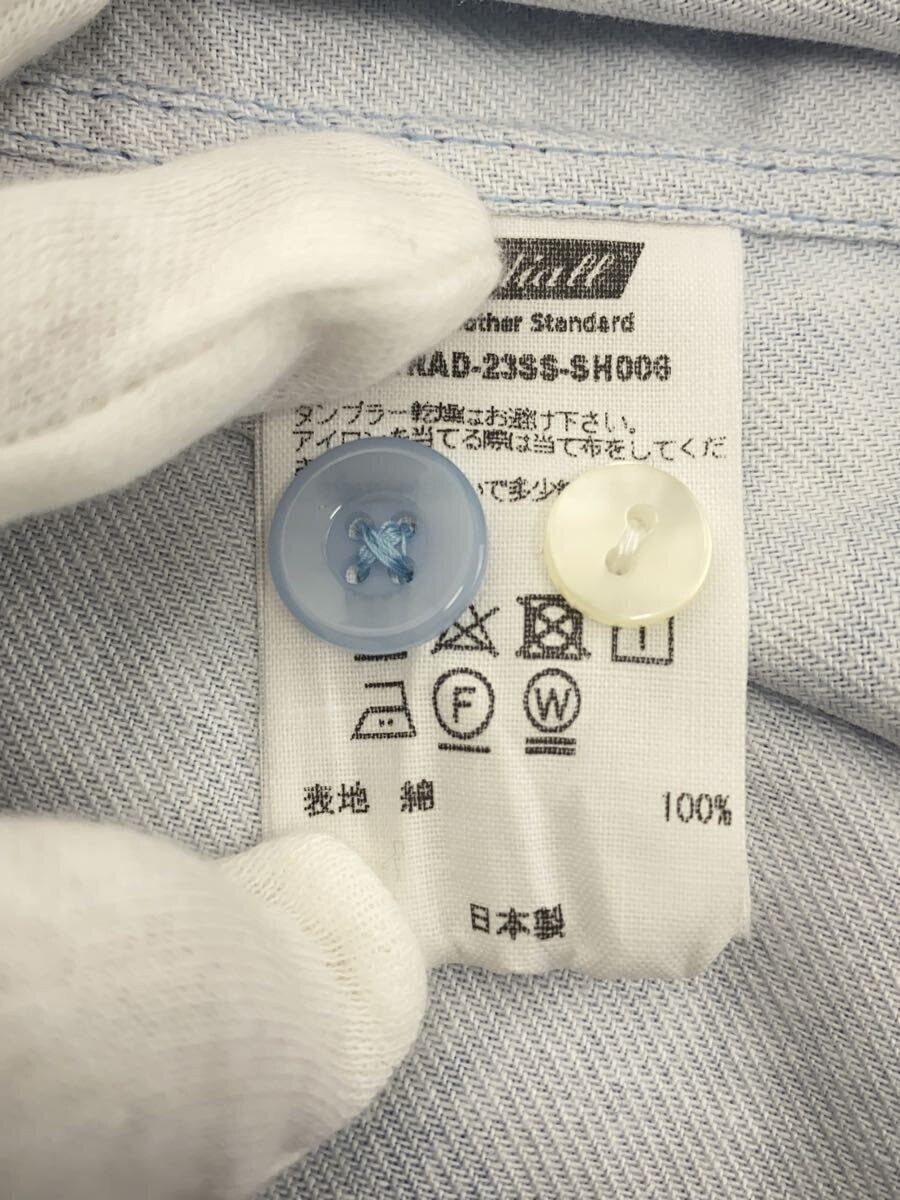 Standard
RAD-23SS-SH006
タンブラー乾燥はお避け下さい。
アイロンを当てる際は当て布をしてくだ
で多少
F W
表地 綿 100%
日本製